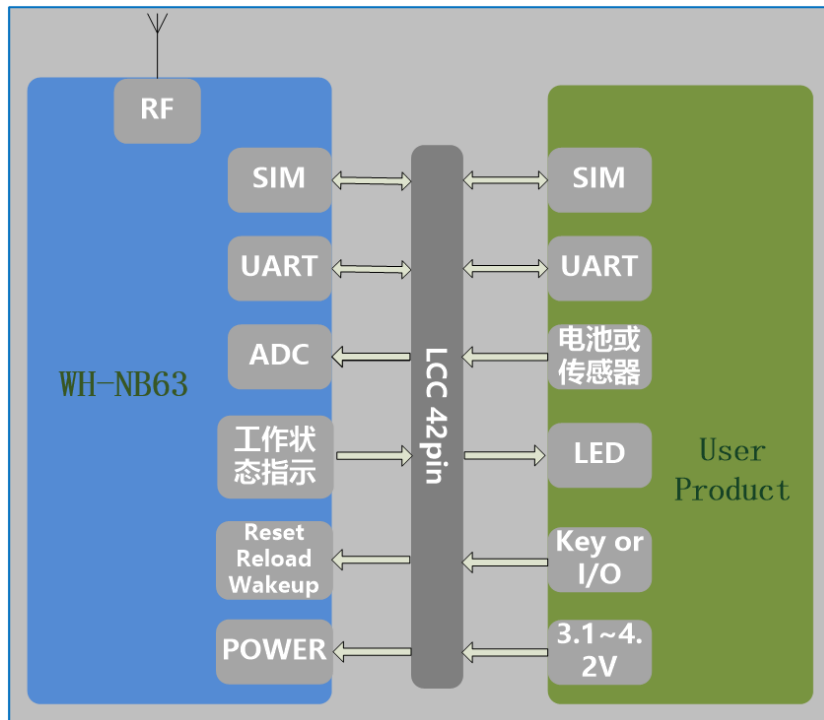 RF
SIM
SIM
UART
UART
ADC
电池或
传感器
WH-NB63
LCC 42pin
工作状
态指示
LED
User
Product
Reset
Reload
Wakeup
Key or
I/O
POWER
3.1~4.
2V